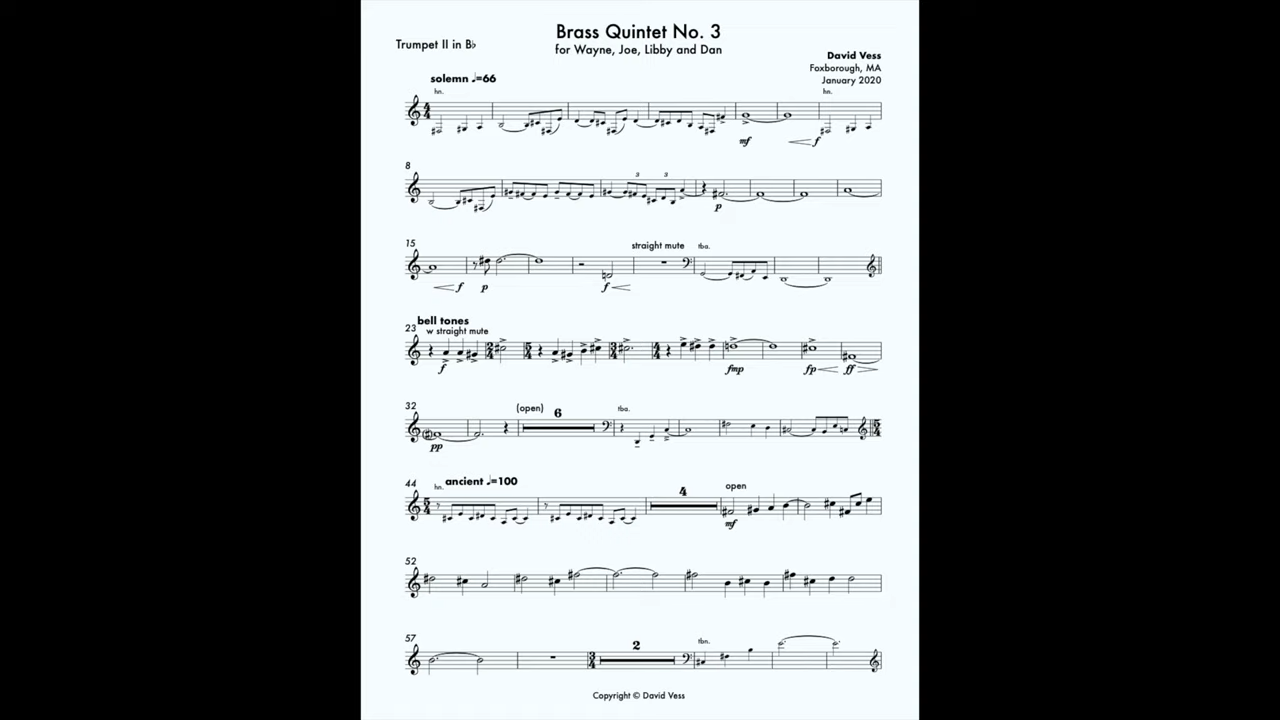 Brass Quintet No. 3
for Wayne, Joe, Libby and Dan
Trumpet II in B♭
David Vess
Foxborough, MA
January 2020
solemn ♩=66
hn. hn.
mf f
8
3 3
p
15 straight mute tba.
f p f
bell tones
23 w straight mute
f fmp fp ff
32 (open) 6 tba.
pp
44 hn. ancient ♩=100
4 open
mf
52
57 2 tbn.
Copyright © David Vess